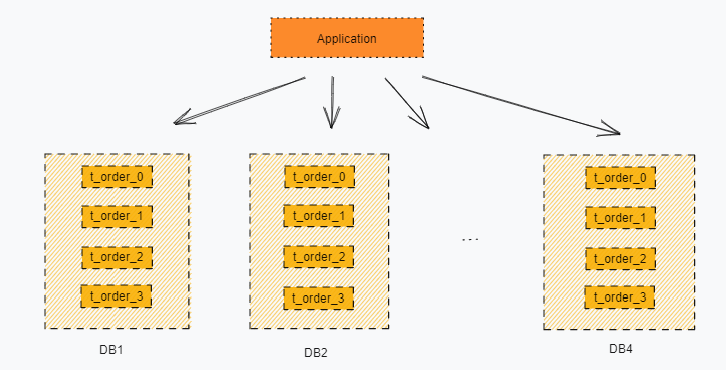 Application
t_order_0
t_order_1
t_order_2
t_order_3
DB1
t_order_0
t_order_1
t_order_2
t_order_3
DB2
...
t_order_0
t_order_1
t_order_2
t_order_3
DB4